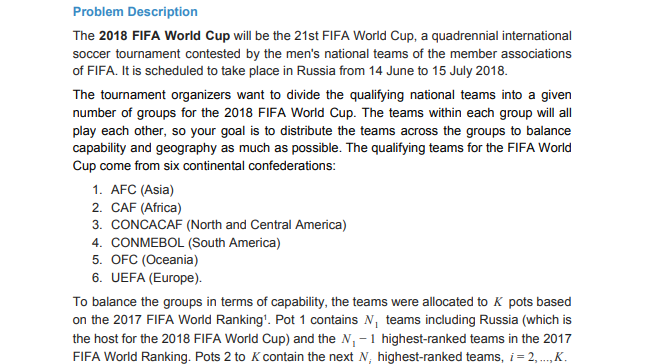 Problem Description
The 2018 FIFA World Cup will be the 21st FIFA World Cup, a quadrennial international
soccer tournament contested by the men's national teams of the member associations
of FIFA. It is scheduled to take place in Russia from 14 June to 15 July 2018.
The tournament organizers want to divide the qualifying national teams into a given
number of groups for the 2018 FIFA World Cup. The teams within each group will all
play each other, so your goal is to distribute the teams across the groups to balance
capability and geography as much as possible. The qualifying teams for the FIFA World
Cup come from six continental confederations:
1. AFC (Asia)
2. CAF (Africa)
3. CONCACAF (North and Central America)
4. CONMEBOL (South America)
5. OFC (Oceania)
6. UEFA (Europe).
To balance the groups in terms of capability, the teams were allocated to K pots based
on the 2017 FIFA World Ranking¹. Pot 1 contains N₁ teams including Russia (which is
the host for the 2018 FIFA World Cup) and the N₁ − 1 highest-ranked teams in the 2017
FIFA World Ranking. Pots 2 to K contain the next Nᵢ highest-ranked teams, i = 2, ..., K.